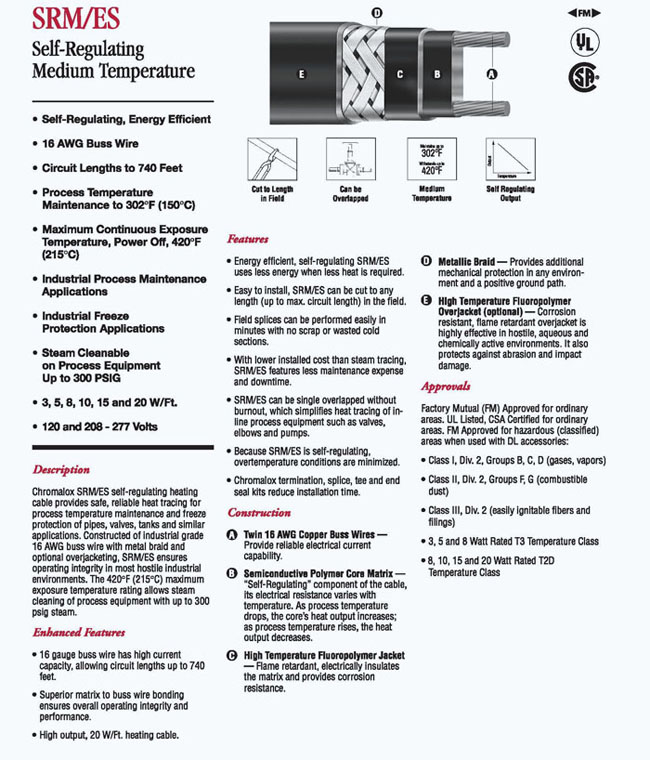 SRM/ES
Self-Regulating
Medium Temperature
• Self-Regulating, Energy Efficient
• 16 AWG Buss Wire
• Circuit Lengths to 740 Feet
• Process Temperature
Maintenance to 302°F (150°C)
• Maximum Continuous Exposure
Temperature, Power Off, 420°F
(215°C)
• Industrial Process Maintenance
Applications
• Industrial Freeze
Protection Applications
• Steam Cleanable
on Process Equipment
Up to 300 PSIG
• 3, 5, 8, 10, 15 and 20 W/Ft.
• 120 and 208 - 277 Volts
Description
Chromalox SRM/ES self-regulating heating
cable provides safe, reliable heat tracing for
process temperature maintenance and freeze
protection of pipes, valves, tanks and similar
applications. Constructed of industrial grade
16 AWG buss wire with metal braid and
optional overjacketing, SRM/ES ensures
operating integrity in most hostile industrial
environments. The 420°F (215°C) maximum
exposure temperature rating allows steam
cleaning of process equipment with up to 300
psig steam.
Enhanced Features
• 16 gauge buss wire has high current
capacity, allowing circuit lengths up to 740
feet.
• Superior matrix to buss wire bonding
ensures overall operating integrity and
performance.
• High output, 20 W/Ft. heating cable.
D
E
C
B
A
FM
UL
CSA
302°F
420°F
Output
Temperature
Cut to Length
in Field
Can be
Overlapped
Medium
Temperature
Self Regulating
Output
Features
• Energy efficient, self-regulating SRM/ES
uses less energy when less heat is required.
• Easy to install, SRM/ES can be cut to any
length (up to max. circuit length) in the field.
• Field splices can be performed easily in
minutes with no scrap or wasted cold
sections.
• With lower installed cost than steam tracing,
SRM/ES features less maintenance expense
and downtime.
• SRM/ES can be single overlapped without
burnout, which simplifies heat tracing of in-
line process equipment such as valves,
elbows and pumps.
• Because SRM/ES is self-regulating,
overtemperature conditions are minimized.
• Chromalox termination, splice, tee and end
seal kits reduce installation time.
Construction
A Twin 16 AWG Copper Buss Wires —
Provide reliable electrical current
capability.
B Semiconductive Polymer Core Matrix —
"Self-Regulating" component of the cable,
its electrical resistance varies with
temperature. As process temperature
drops, the core's heat output increases;
as process temperature rises, the heat
output decreases.
C High Temperature Fluoropolymer Jacket
— Flame retardant, electrically insulates
the matrix and provides corrosion
resistance.
D Metallic Braid — Provides additional
mechanical protection in any environ-
ment and a positive ground path.
E High Temperature Fluoropolymer
Overjacket (optional) — Corrosion
resistant, flame retardant overjacket is
highly effective in hostile, aqueous and
chemically active environments. It also
protects against abrasion and impact
damage.
Approvals
Factory Mutual (FM) Approved for ordinary
areas. UL Listed, CSA Certified for ordinary
areas. FM Approved for hazardous (classified)
areas when used with DL accessories:
• Class I, Div. 2, Groups B, C, D (gases, vapors)
• Class II, Div. 2, Groups F, G (combustible
dust)
• Class III, Div. 2 (easily ignitable fibers and
filings)
• 3, 5 and 8 Watt Rated T3 Temperature Class
• 8, 10, 15 and 20 Watt Rated T2D
Temperature Class